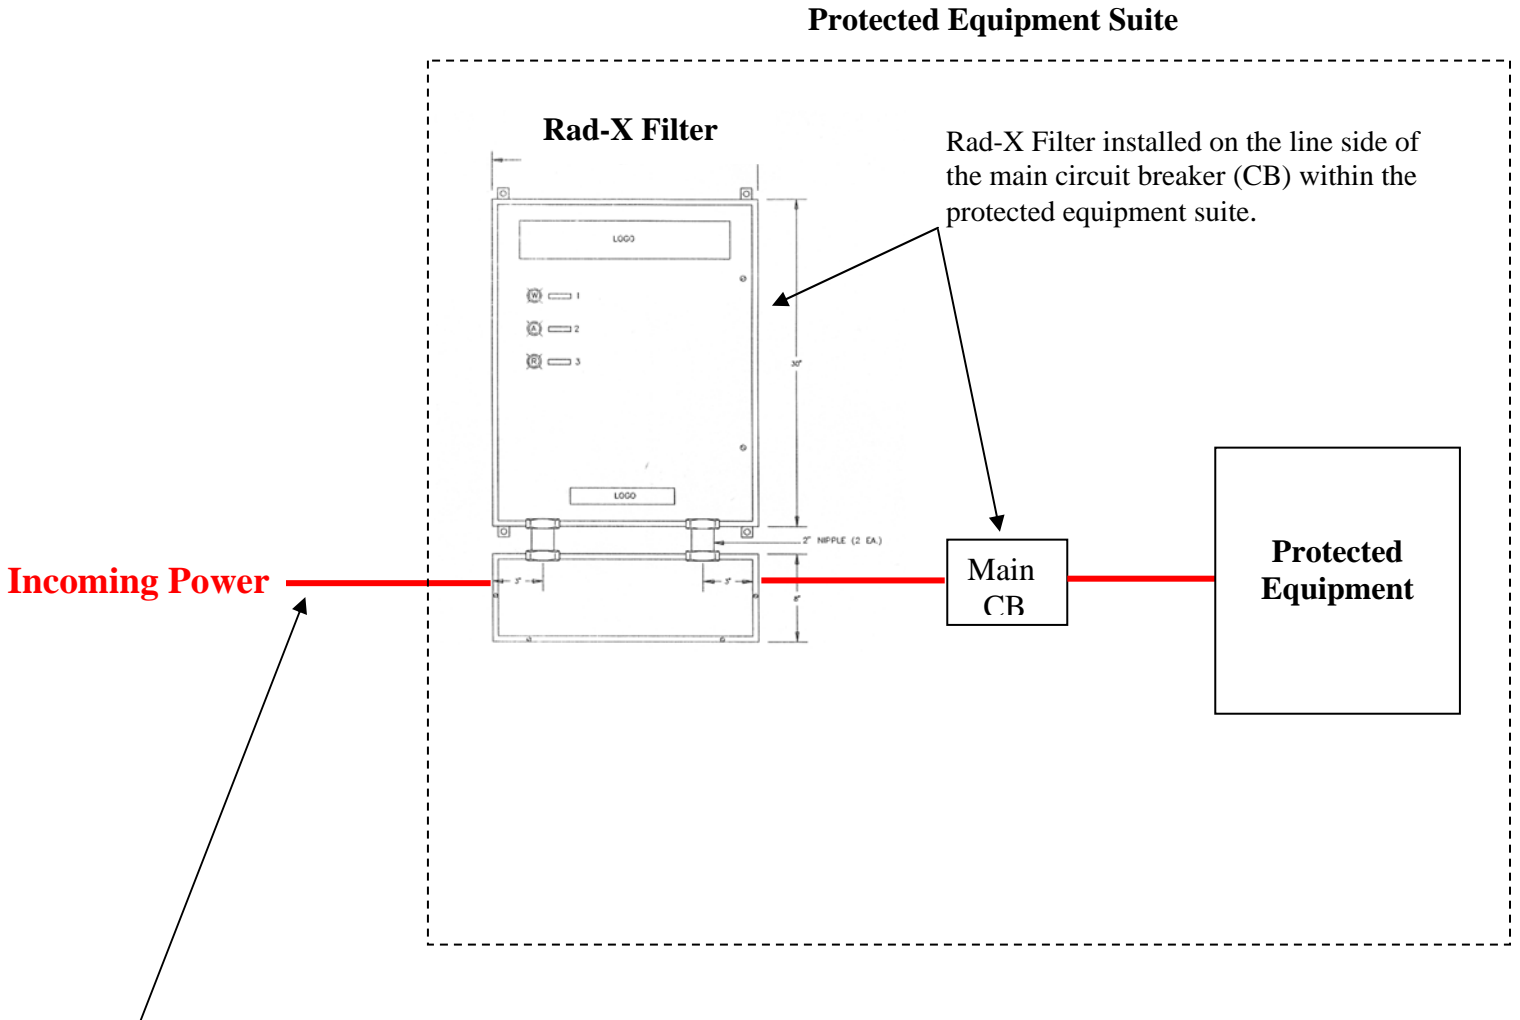 Protected Equipment Suite
Rad-X Filter
Rad-X Filter installed on the line side of
the main circuit breaker (CB) within the
protected equipment suite.
LOGO
W 1
A 2
R 3
30"
LOGO
2" NIPPLE (2 EA.)
Incoming Power
3"
3"
8"
Main
CB
Protected
Equipment